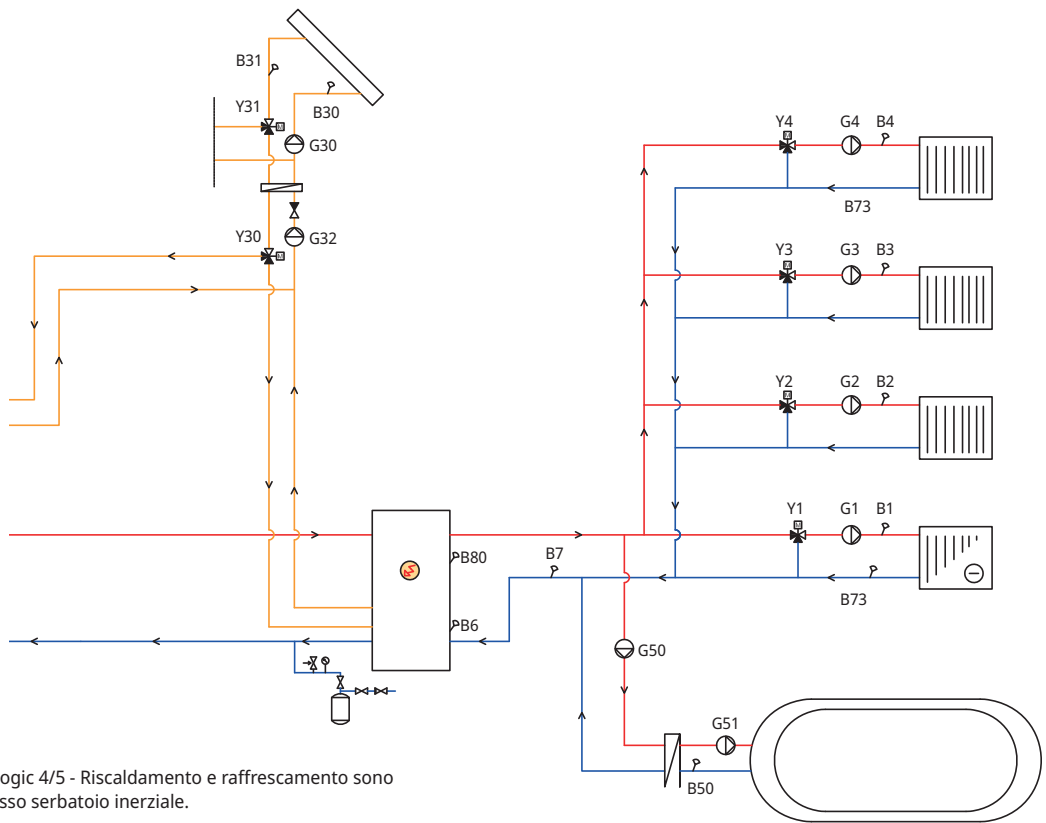 B31
B30
Y31
G30
Y4 G4 B4
B73
Y30
G32
Y3 G3 B3
Y2 G2 B2
Y1 G1 B1
B7
B80
B73
B6
G50
G51
B50
ogic 4/5 - Riscaldamento e raffrescamento sono
sso serbatoio inerziale.